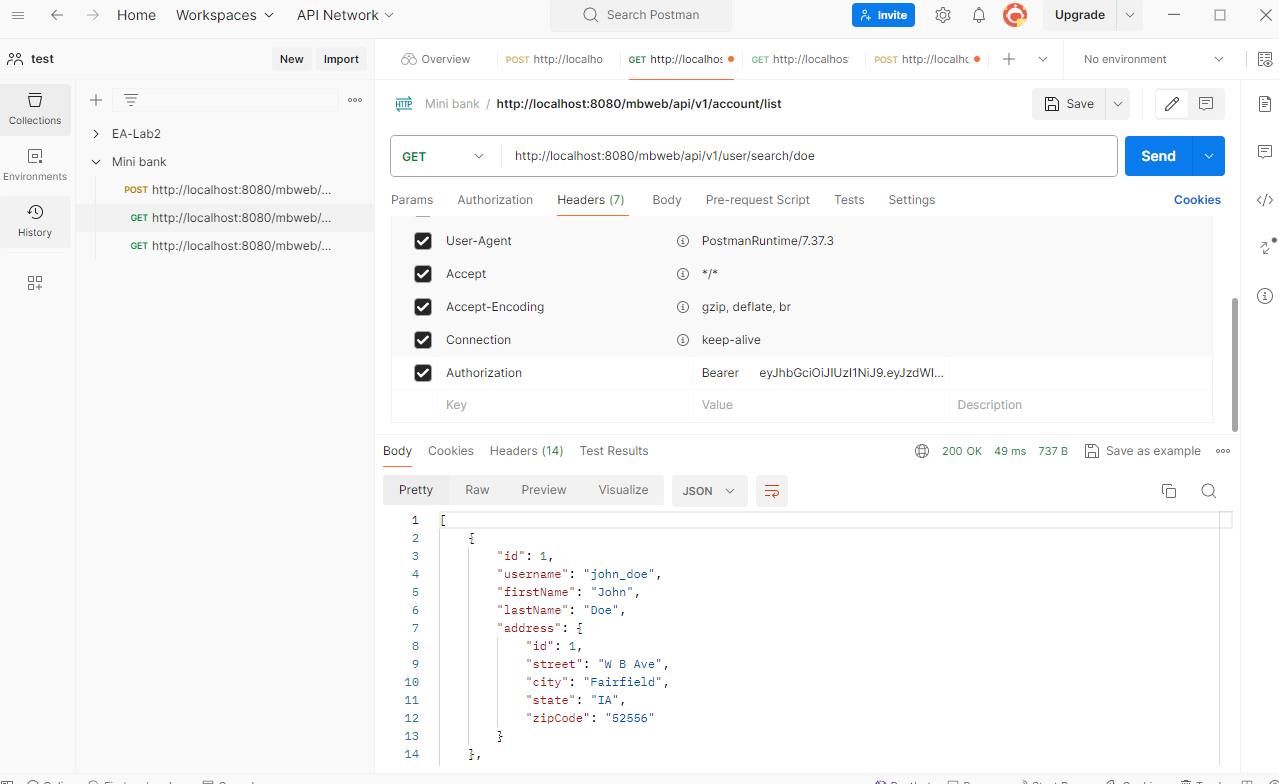 Home Workspaces API Network Search Postman Invite Upgrade
test New Import Overview POST http://localho GET http://localhos GET http://localhos POST http://localhc No environment
Collections
Environments
History
EA-Lab2
Mini bank
POST http://localhost:8080/mbweb/...
GET http://localhost:8080/mbweb/...
GET http://localhost:8080/mbweb/...
HTTP Mini bank / http://localhost:8080/mbweb/api/v1/account/list Save
GET http://localhost:8080/mbweb/api/v1/user/search/doe Send
Params Authorization Headers (7) Body Pre-request Script Tests Settings Cookies
User-Agent PostmanRuntime/7.37.3
Accept */*
Accept-Encoding gzip, deflate, br
Connection keep-alive
Authorization Bearer eyJhbGciOiJIUzI1NiJ9.eyJzdWI...
Key Value Description
Body Cookies Headers (14) Test Results 200 OK 49 ms 737 B Save as example
Pretty Raw Preview Visualize JSON
1 [
2 {
3 "id": 1,
4 "username": "john_doe",
5 "firstName": "John",
6 "lastName": "Doe",
7 "address": {
8 "id": 1,
9 "street": "W B Ave",
10 "city": "Fairfield",
11 "state": "IA",
12 "zipCode": "52556"
13 }
14 },